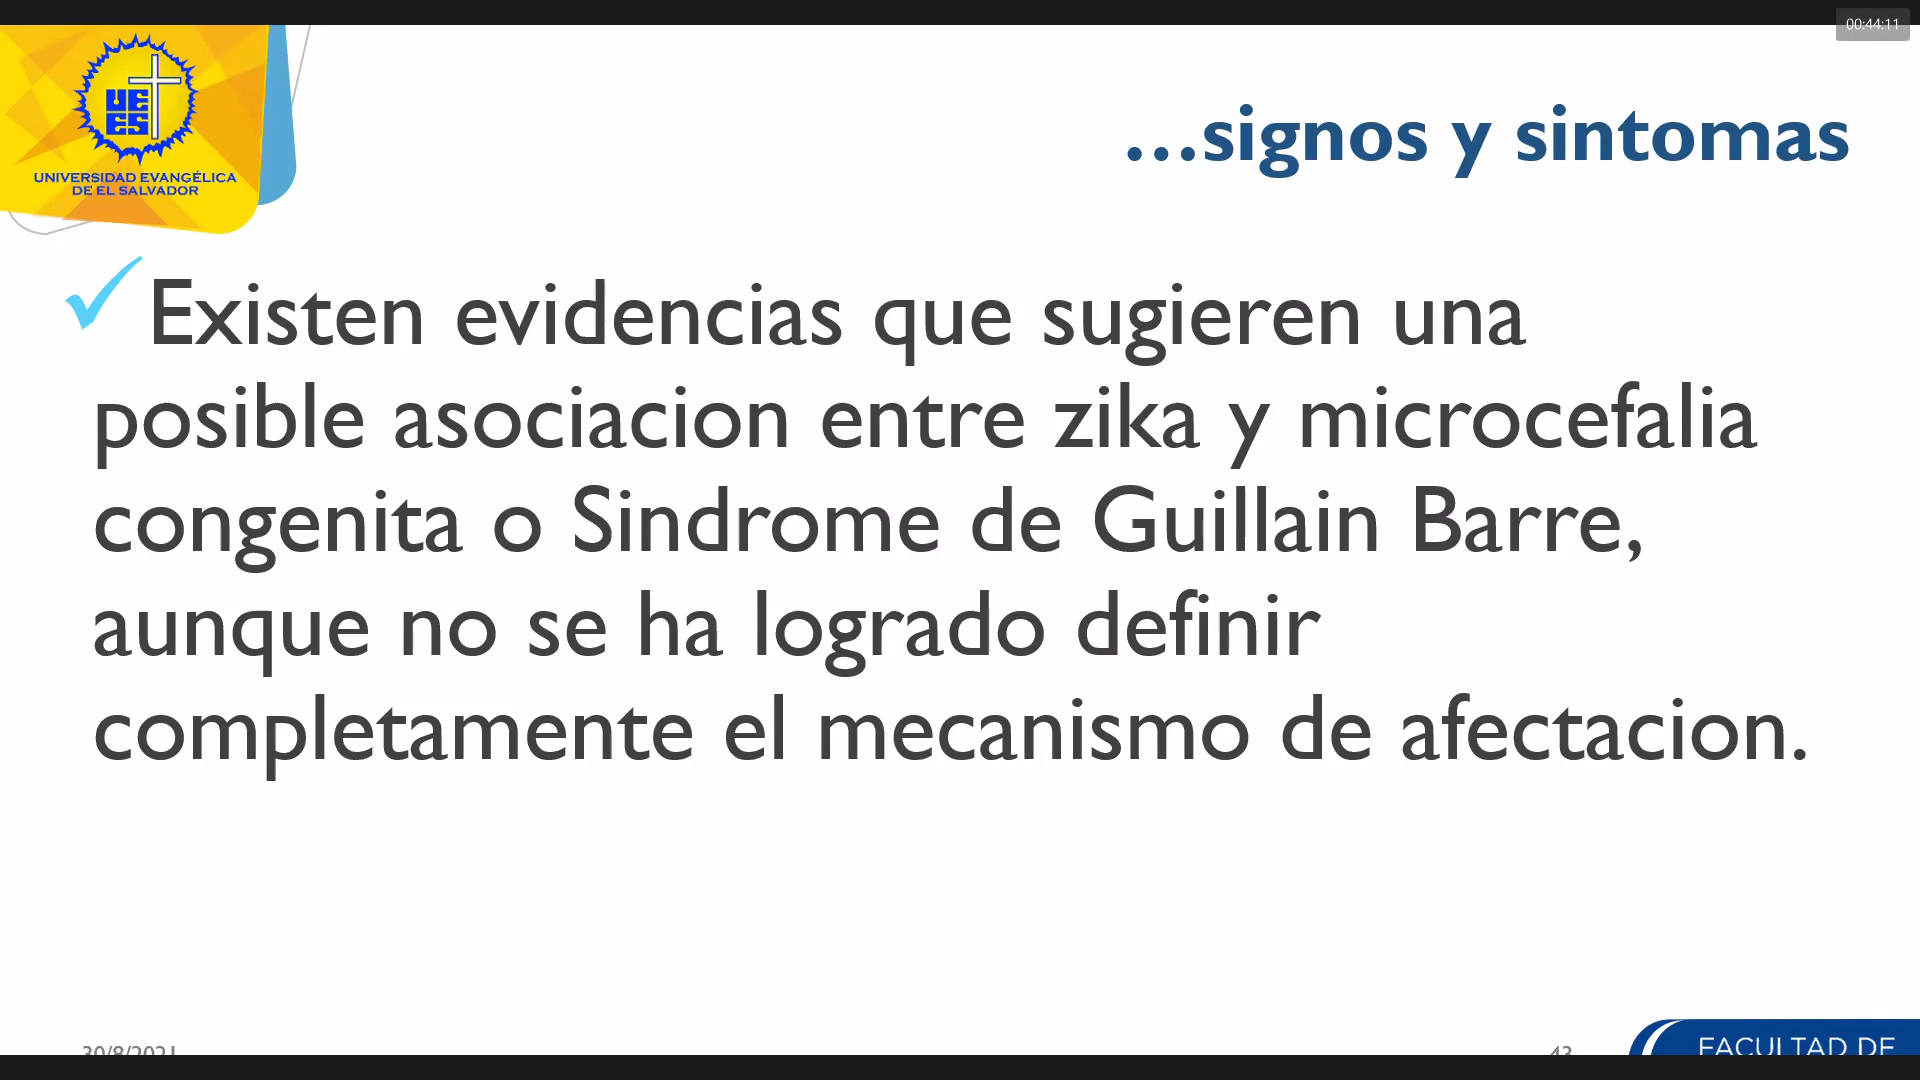 00:44:11
UE
ES
UNIVERSIDAD EVANGÉLICA
DE EL SALVADOR
...signos y sintomas
Existen evidencias que sugieren una
posible asociacion entre zika y microcefalia
congenita o Sindrome de Guillain Barre,
aunque no se ha logrado definir
completamente el mecanismo de afectacion.
30/8/2021
43
FACULTAD DE